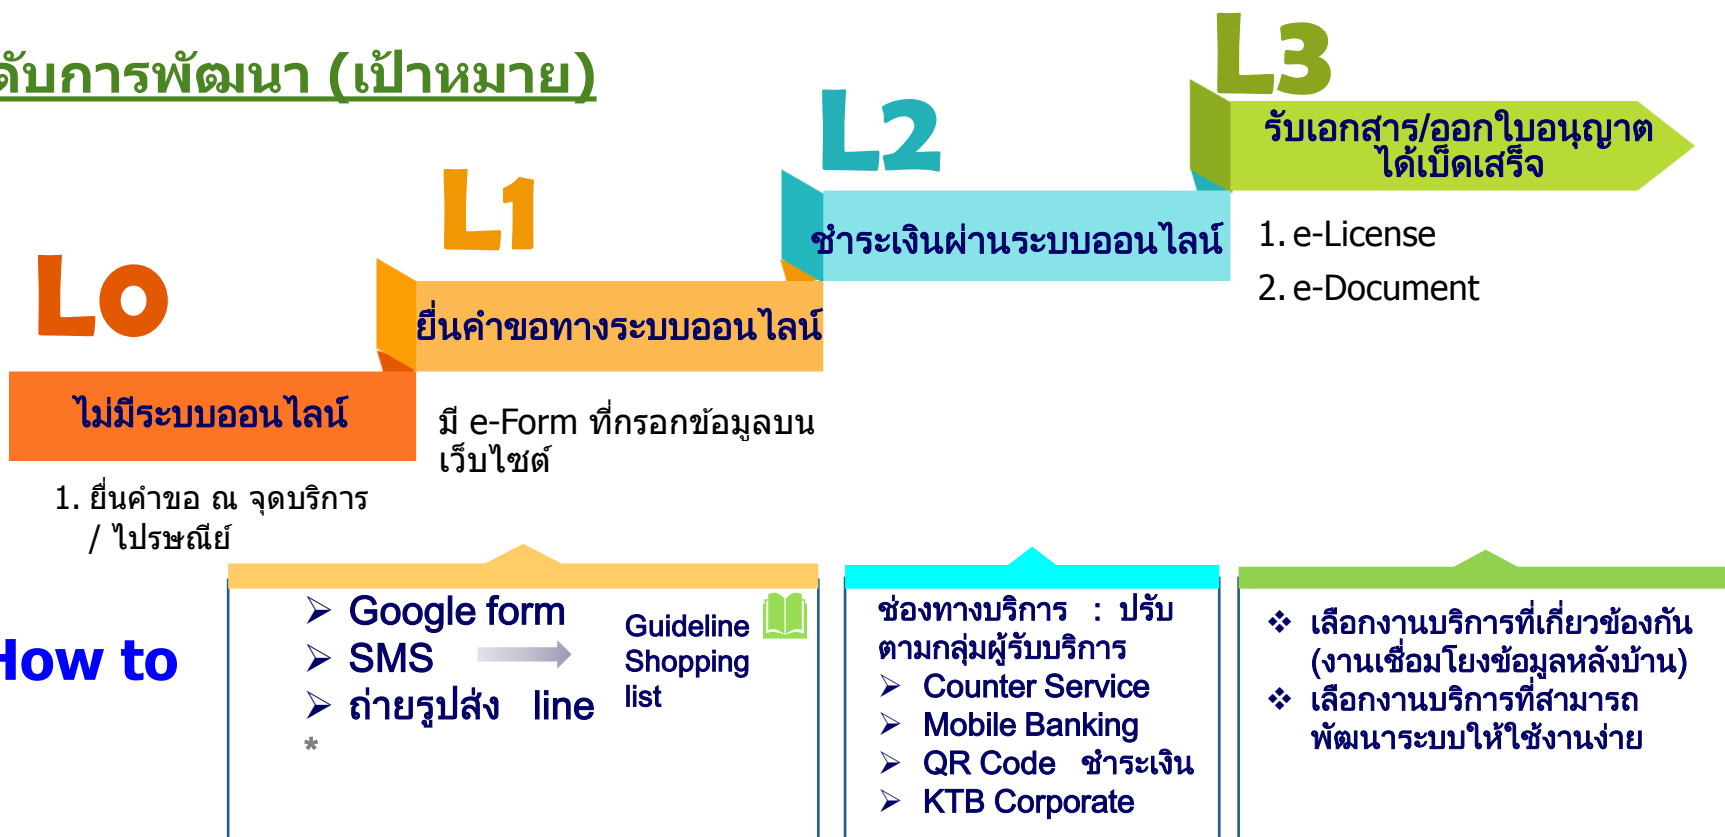 ดับการพัฒนา (เป้าหมาย)
L0
ไม่มีระบบออนไลน์
1. ยื่นคำขอ ณ จุดบริการ
/ ไปรษณีย์
L1
ยื่นคำขอทางระบบออนไลน์
มี e-Form ที่กรอกข้อมูลบน
เว็บไซต์
L2
ชำระเงินผ่านระบบออนไลน์
L3
รับเอกสาร/ออกใบอนุญาต
ได้เบ็ดเสร็จ
1. e-License
2. e-Document
How to
➢ Google form
➢ SMS
➢ ถ่ายรูปส่ง line
*
Guideline
Shopping
list
ช่องทางบริการ : ปรับ
ตามกลุ่มผู้รับบริการ
➢ Counter Service
➢ Mobile Banking
➢ QR Code ชำระเงิน
➢ KTB Corporate
❖ เลือกงานบริการที่เกี่ยวข้องกัน
(งานเชื่อมโยงข้อมูลหลังบ้าน)
❖ เลือกงานบริการที่สามารถ
พัฒนาระบบให้ใช้งานง่าย